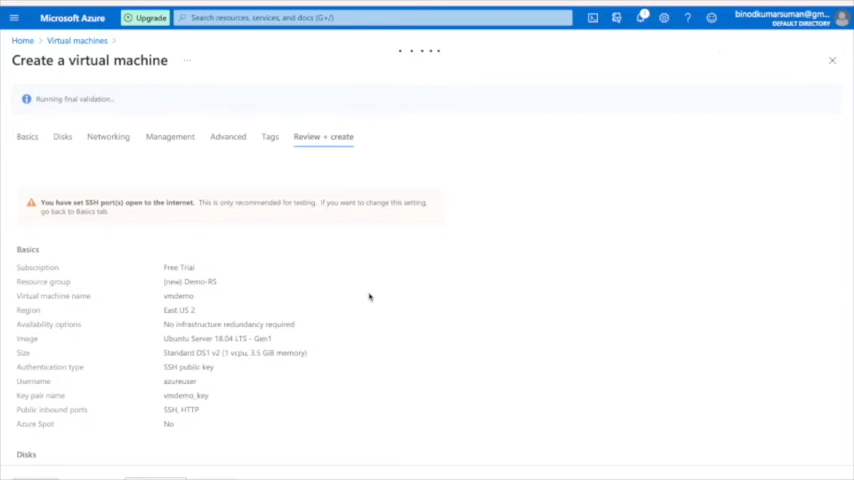 Microsoft Azure
Upgrade
Search resources, services, and docs (G+/)
1
binodkumarsuman@gm...
DEFAULT DIRECTORY
Home > Virtual machines >
Create a virtual machine ...
Running final validation...
Basics Disks Networking Management Advanced Tags Review + create
You have set SSH port(s) open to the internet. This is only recommended for testing. If you want to change this setting,
go back to Basics tab.
Basics
Subscription Free Trial
Resource group (new) Demo-RS
Virtual machine name vmdemo
Region East US 2
Availability options No infrastructure redundancy required
Image Ubuntu Server 18.04 LTS - Gen1
Size Standard DS1 v2 (1 vcpu, 3.5 GiB memory)
Authentication type SSH public key
Username azureuser
Key pair name vmdemo_key
Public inbound ports SSH, HTTP
Azure Spot No
Disks